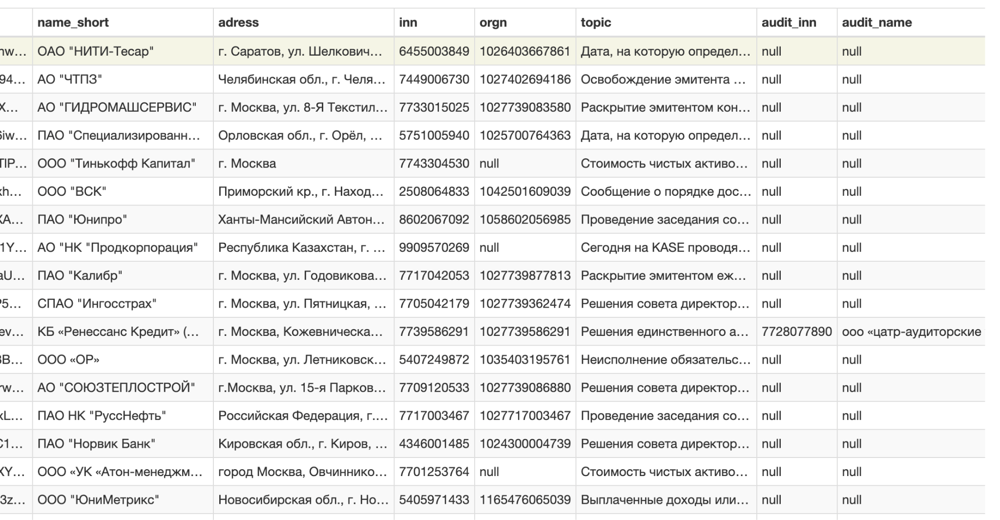 name_short adress inn orgn topic audit_inn audit_name
nw... ОАО "НИТИ-Тесар" г. Саратов, ул. Шелкович... 6455003849 1026403667861 Дата, на которую определ... null null
94... АО "ЧТПЗ" Челябинская обл., г. Челя... 7449006730 1027402694186 Освобождение эмитента ... null null
X... АО "ГИДРОМАШСЕРВИС" г. Москва, ул. 8-Я Текстил... 7733015025 1027739083580 Раскрытие эмитентом кон... null null
6iw... ПАО "Специализированн... Орловская обл., г. Орёл, ... 5751005940 1025700764363 Дата, на которую определ... null null
TIP... ООО "Тинькофф Капитал" г. Москва 7743304530 null Стоимость чистых активо... null null
xh... ООО "ВСК" Приморский кр., г. Наход... 2508064833 1042501609039 Сообщение о порядке дос... null null
XA... ПАО "Юнипро" Ханты-Мансийский Автон... 8602067092 1058602056985 Проведение заседания со... null null
1Y... АО "НК "Продкорпорация" Республика Казахстан, г. ... 9909570269 null Сегодня на KASE проводя... null null
aU... ПАО "Калибр" г. Москва, ул. Годовикова... 7717042053 1027739877813 Раскрытие эмитентом еж... null null
P5... СПАО "Ингосстрах" г. Москва, ул. Пятницкая, ... 7705042179 1027739362474 Решения совета директор... null null
ev... КБ «Ренессанс Кредит» (... г. Москва, Кожевническа... 7739586291 1027739586291 Решения единственного а... 7728077890 ооо «цатр-аудиторские
3B... ООО «ОР» г. Москва, ул. Летниковск... 5407249872 1035403195761 Неисполнение обязательс... null null
rw... АО "СОЮЗТЕПЛОСТРОЙ" г.Москва, ул. 15-я Парков... 7709120533 1027739086880 Решения совета директор... null null
xL... ПАО НК "РуссНефть" Российская Федерация, г.... 7717003467 1027717003467 Проведение заседания со... null null
C1... ПАО "Норвик Банк" Кировская обл., г. Киров, ... 4346001485 1024300004739 Решения совета директор... null null
XY... ООО «УК «Атон-менеджм... город Москва, Овчиннико... 7701253764 null Стоимость чистых активо... null null
3z... ООО "ЮниМетрикс" Новосибирская обл., г. Но... 5405971433 1165476065039 Выплаченные доходы или... null null